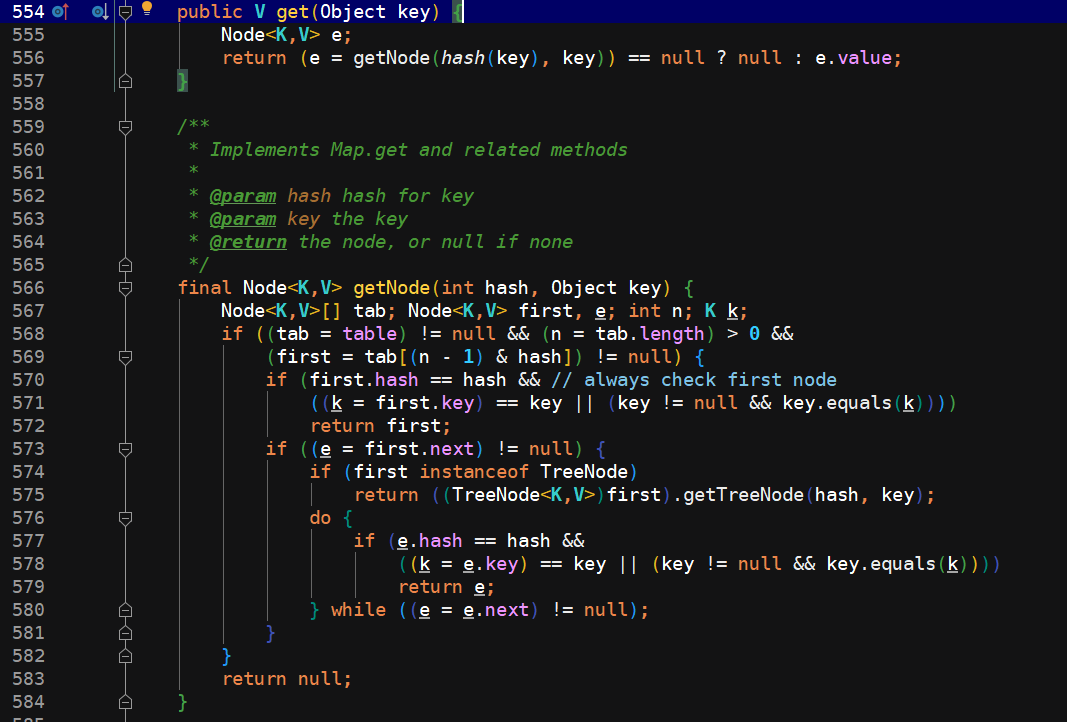 554 public V get(Object key) {
555 Node<K,V> e;
556 return (e = getNode(hash(key), key)) == null ? null : e.value;
557 }
558
559 /**
560 * Implements Map.get and related methods
561 *
562 * @param hash hash for key
563 * @param key the key
564 * @return the node, or null if none
565 */
566 final Node<K,V> getNode(int hash, Object key) {
567 Node<K,V>[] tab; Node<K,V> first, e; int n; K k;
568 if ((tab = table) != null && (n = tab.length) > 0 &&
569 (first = tab[(n - 1) & hash]) != null) {
570 if (first.hash == hash && // always check first node
571 ((k = first.key) == key || (key != null && key.equals(k))))
572 return first;
573 if ((e = first.next) != null) {
574 if (first instanceof TreeNode)
575 return ((TreeNode<K,V>)first).getTreeNode(hash, key);
576 do {
577 if (e.hash == hash &&
578 ((k = e.key) == key || (key != null && key.equals(k))))
579 return e;
580 } while ((e = e.next) != null);
581 }
582 }
583 return null;
584 }